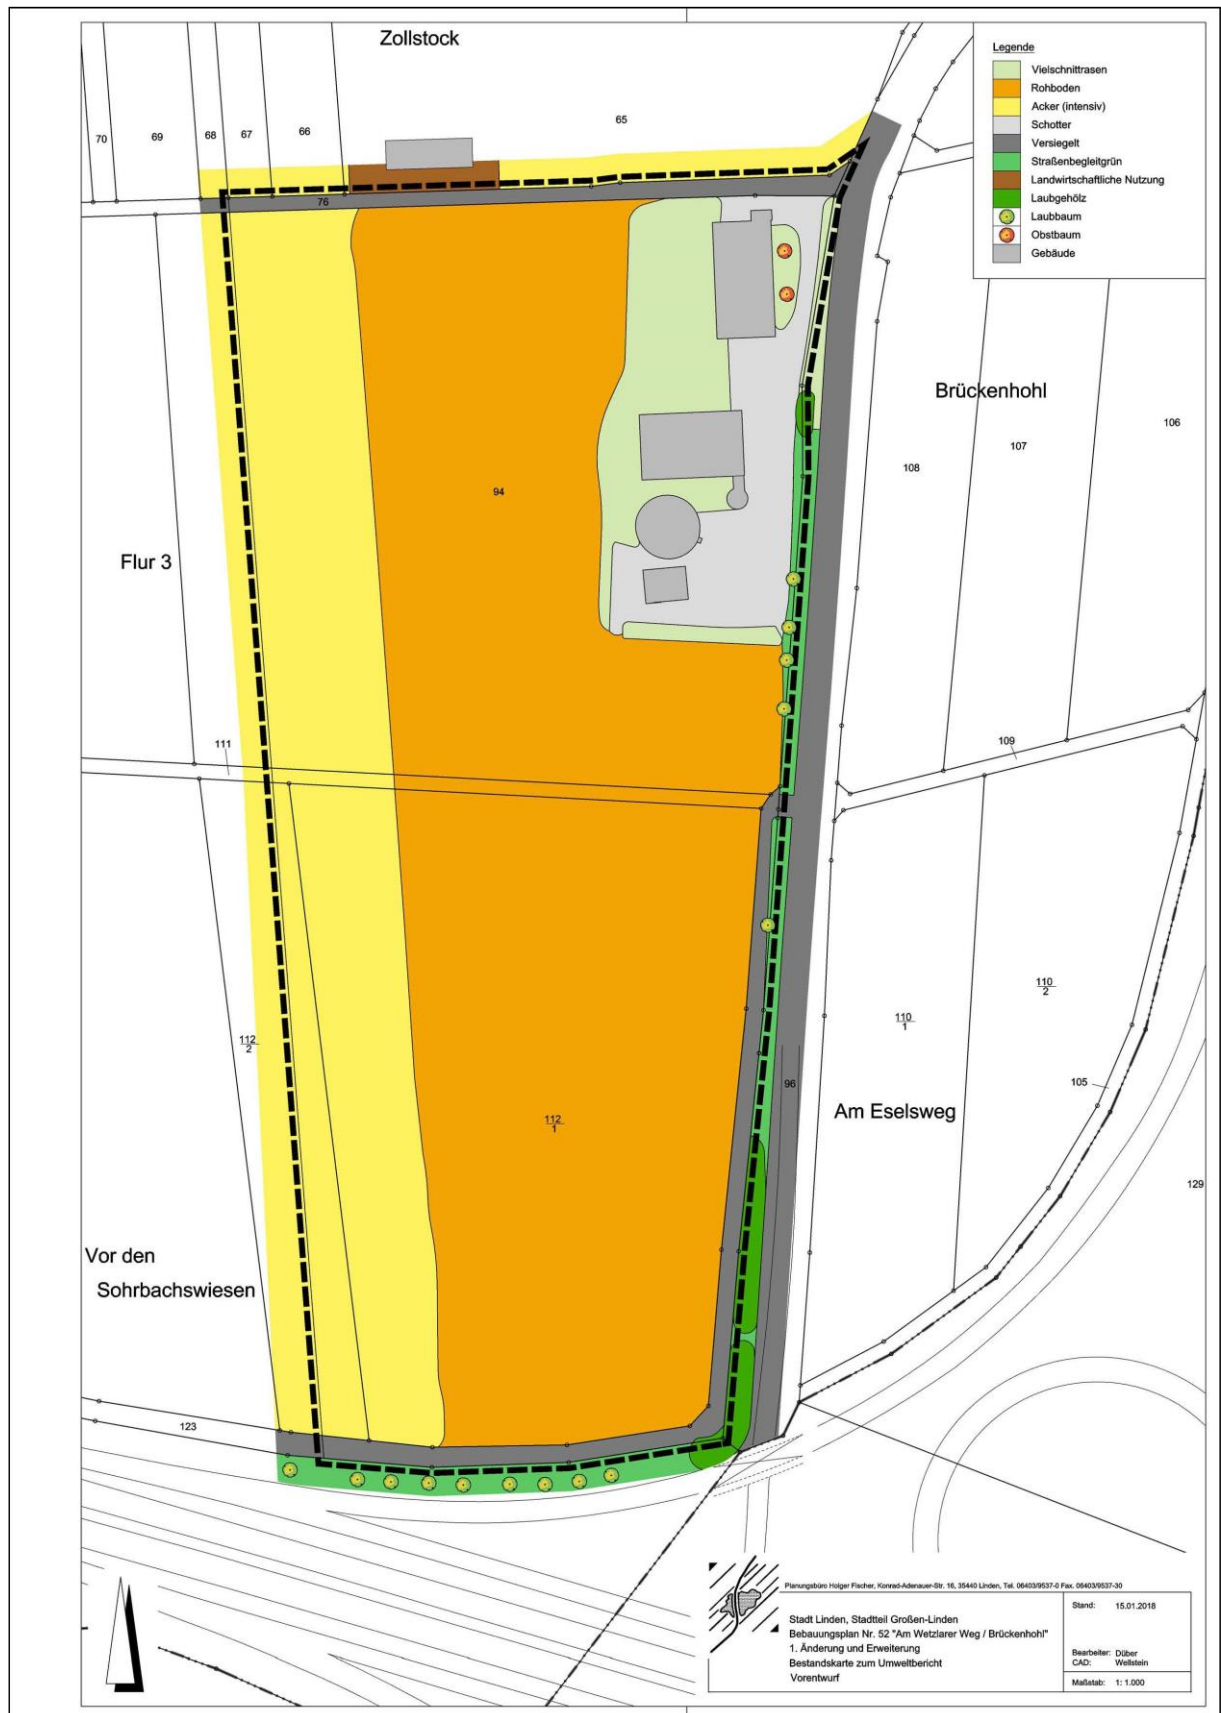 Zollstock
Legende
Vielschnittrasen
Rohboden
Acker (intensiv)
Schotter
Versiegelt
Straßenbegleitgrün
Landwirtschaftliche Nutzung
Laubgehölz
Laubbaum
Obstbaum
Gebäude
70
69
68
67
66
65
76
Brückenhohl
106
107
108
94
Flur 3
111
109
110
2
110
1
112
2
96
105
Am Eselsweg
112
1
129
Vor den
Sohrbachswiesen
123
Planungsbüro Holger Fischer, Konrad-Adenauer-Str. 16, 35440 Linden, Tel. 06403/9537-0 Fax. 06403/9537-30
Stadt Linden, Stadtteil Großen-Linden
Bebauungsplan Nr. 52 "Am Wetzlarer Weg / Brückenhohl"
1. Änderung und Erweiterung
Bestandskarte zum Umweltbericht
Vorentwurf
Stand: 15.01.2018
Bearbeiter: Düber
CAD: Wellstein
Maßstab: 1: 1.000